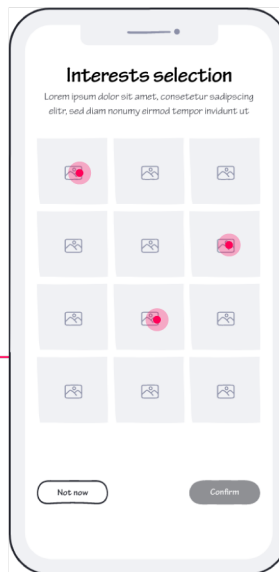 Interests selection
Lorem ipsum dolor sit amet, consetetur sadipscing
elitr, sed diam nonumy eirmod tempor invidunt ut
Not now
Confirm